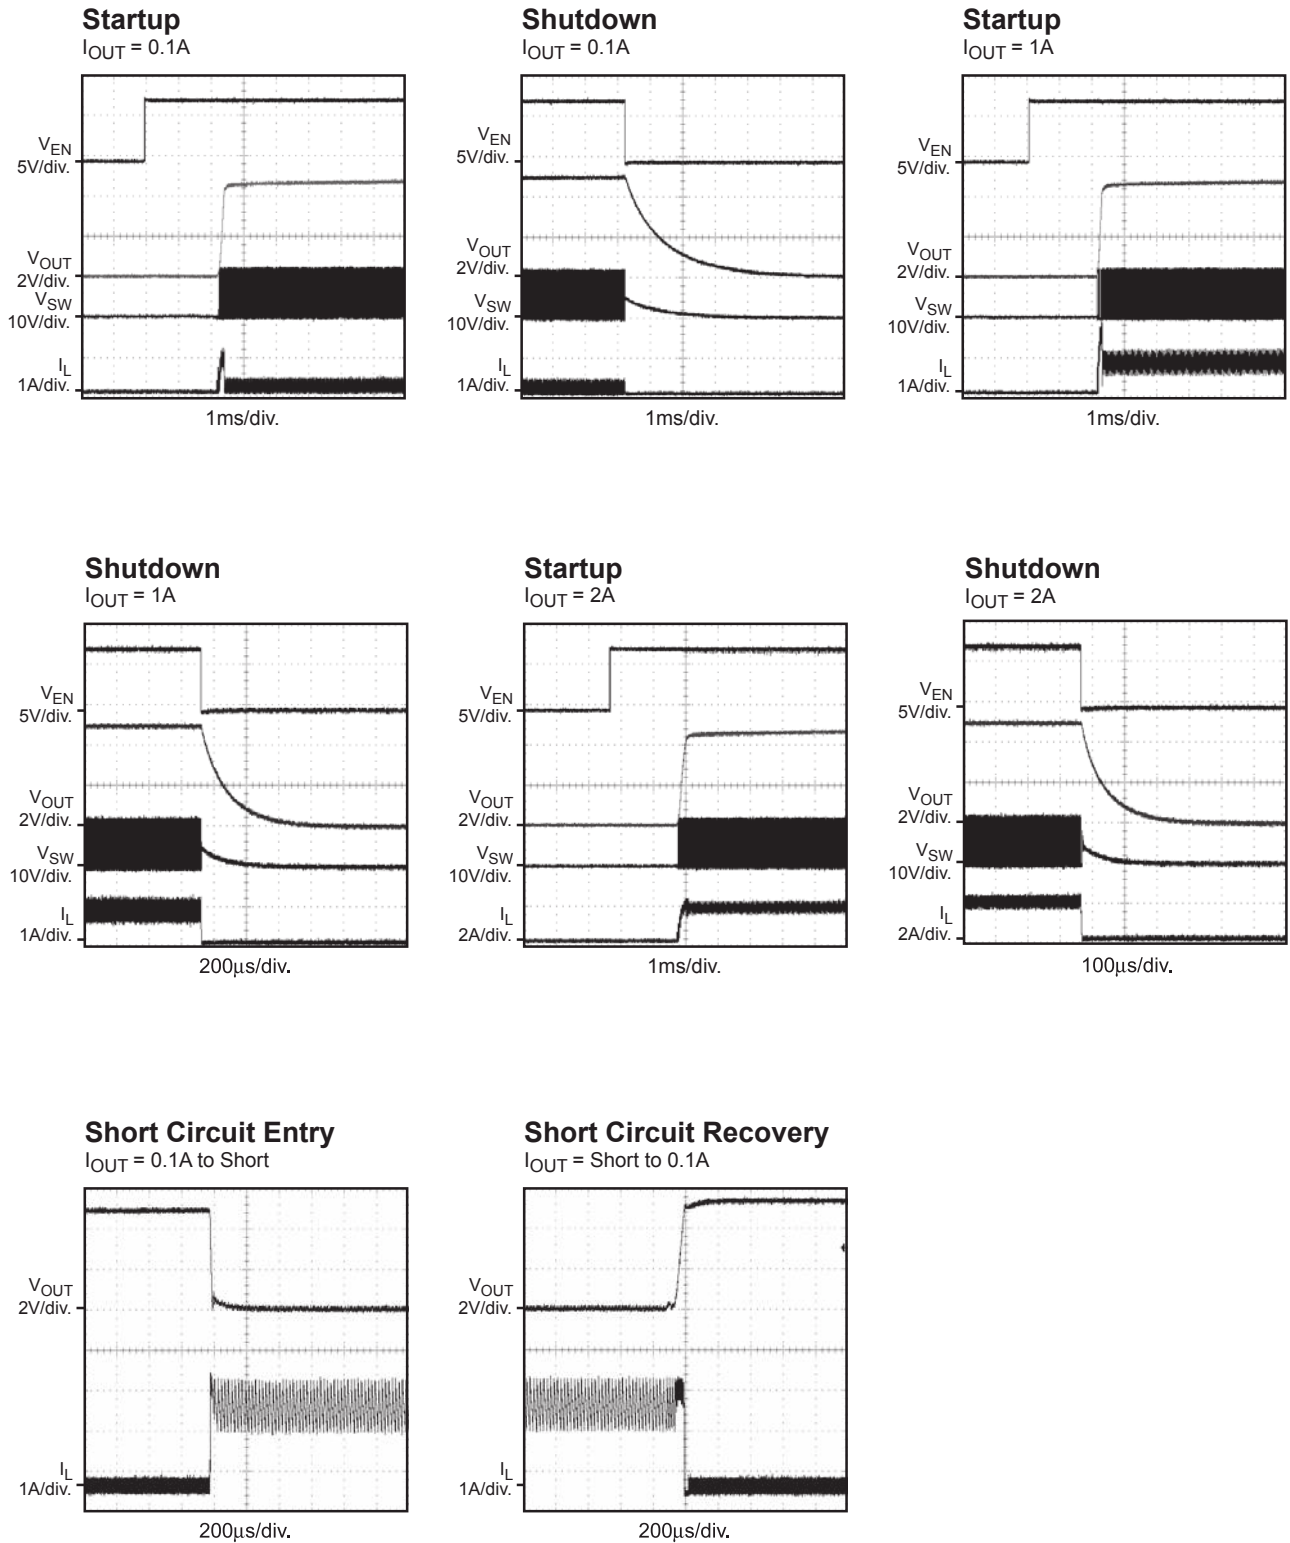 Startup
IOUT = 0.1A
VEN
5V/div.
VOUT
2V/div.
VSW
10V/div.
IL
1A/div.
1ms/div.
Shutdown
IOUT = 0.1A
VEN
5V/div.
VOUT
2V/div.
VSW
10V/div.
IL
1A/div.
1ms/div.
Startup
IOUT = 1A
VEN
5V/div.
VOUT
2V/div.
VSW
10V/div.
IL
1A/div.
1ms/div.
Shutdown
IOUT = 1A
VEN
5V/div.
VOUT
2V/div.
VSW
10V/div.
IL
1A/div.
200µs/div.
Startup
IOUT = 2A
VEN
5V/div.
VOUT
2V/div.
VSW
10V/div.
IL
2A/div.
1ms/div.
Shutdown
IOUT = 2A
VEN
5V/div.
VOUT
2V/div.
VSW
10V/div.
IL
2A/div.
100µs/div.
Short Circuit Entry
IOUT = 0.1A to Short
VOUT
2V/div.
IL
1A/div.
200µs/div.
Short Circuit Recovery
IOUT = Short to 0.1A
VOUT
2V/div.
IL
1A/div.
200µs/div.